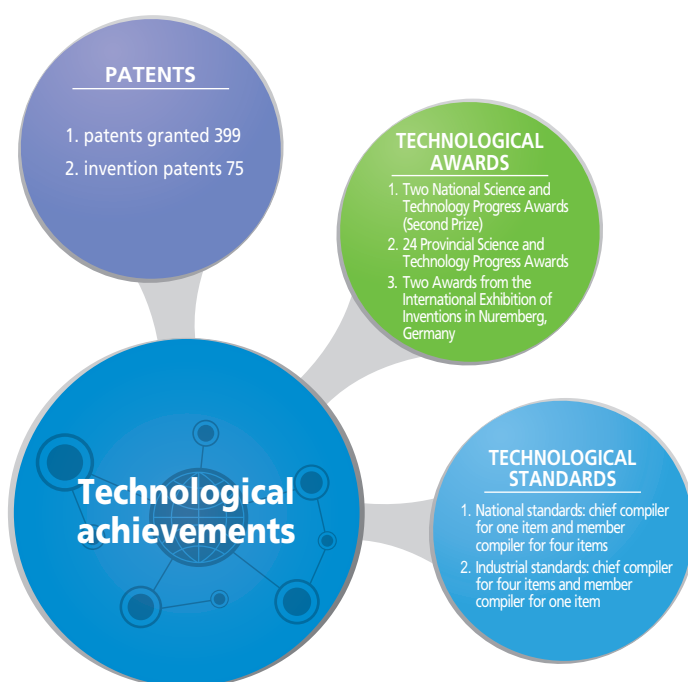 PATENTS
1. patents granted 399
2. invention patents 75
TECHNOLOGICAL
AWARDS
1. Two National Science and
Technology Progress Awards
(Second Prize)
2. 24 Provincial Science and
Technology Progress Awards
3. Two Awards from the
International Exhibition of
Inventions in Nuremberg,
Germany
Technological
achievements
TECHNOLOGICAL
STANDARDS
1. National standards: chief compiler
for one item and member
compiler for four items
2. Industrial standards: chief compiler
for four items and member
compiler for one item